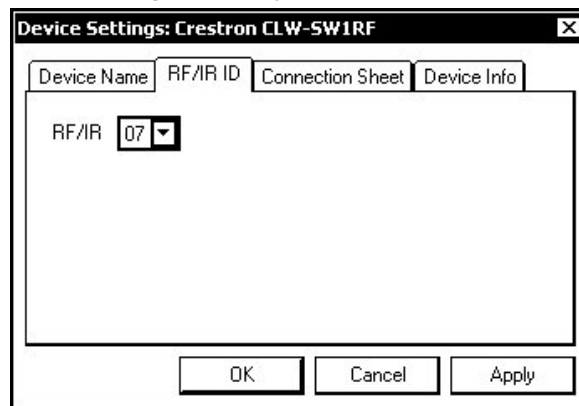 Device Settings: Crestron CLW-SW1RF X
Device Name RF/IR ID Connection Sheet Device Info
RF/IR 07
OK Cancel Apply